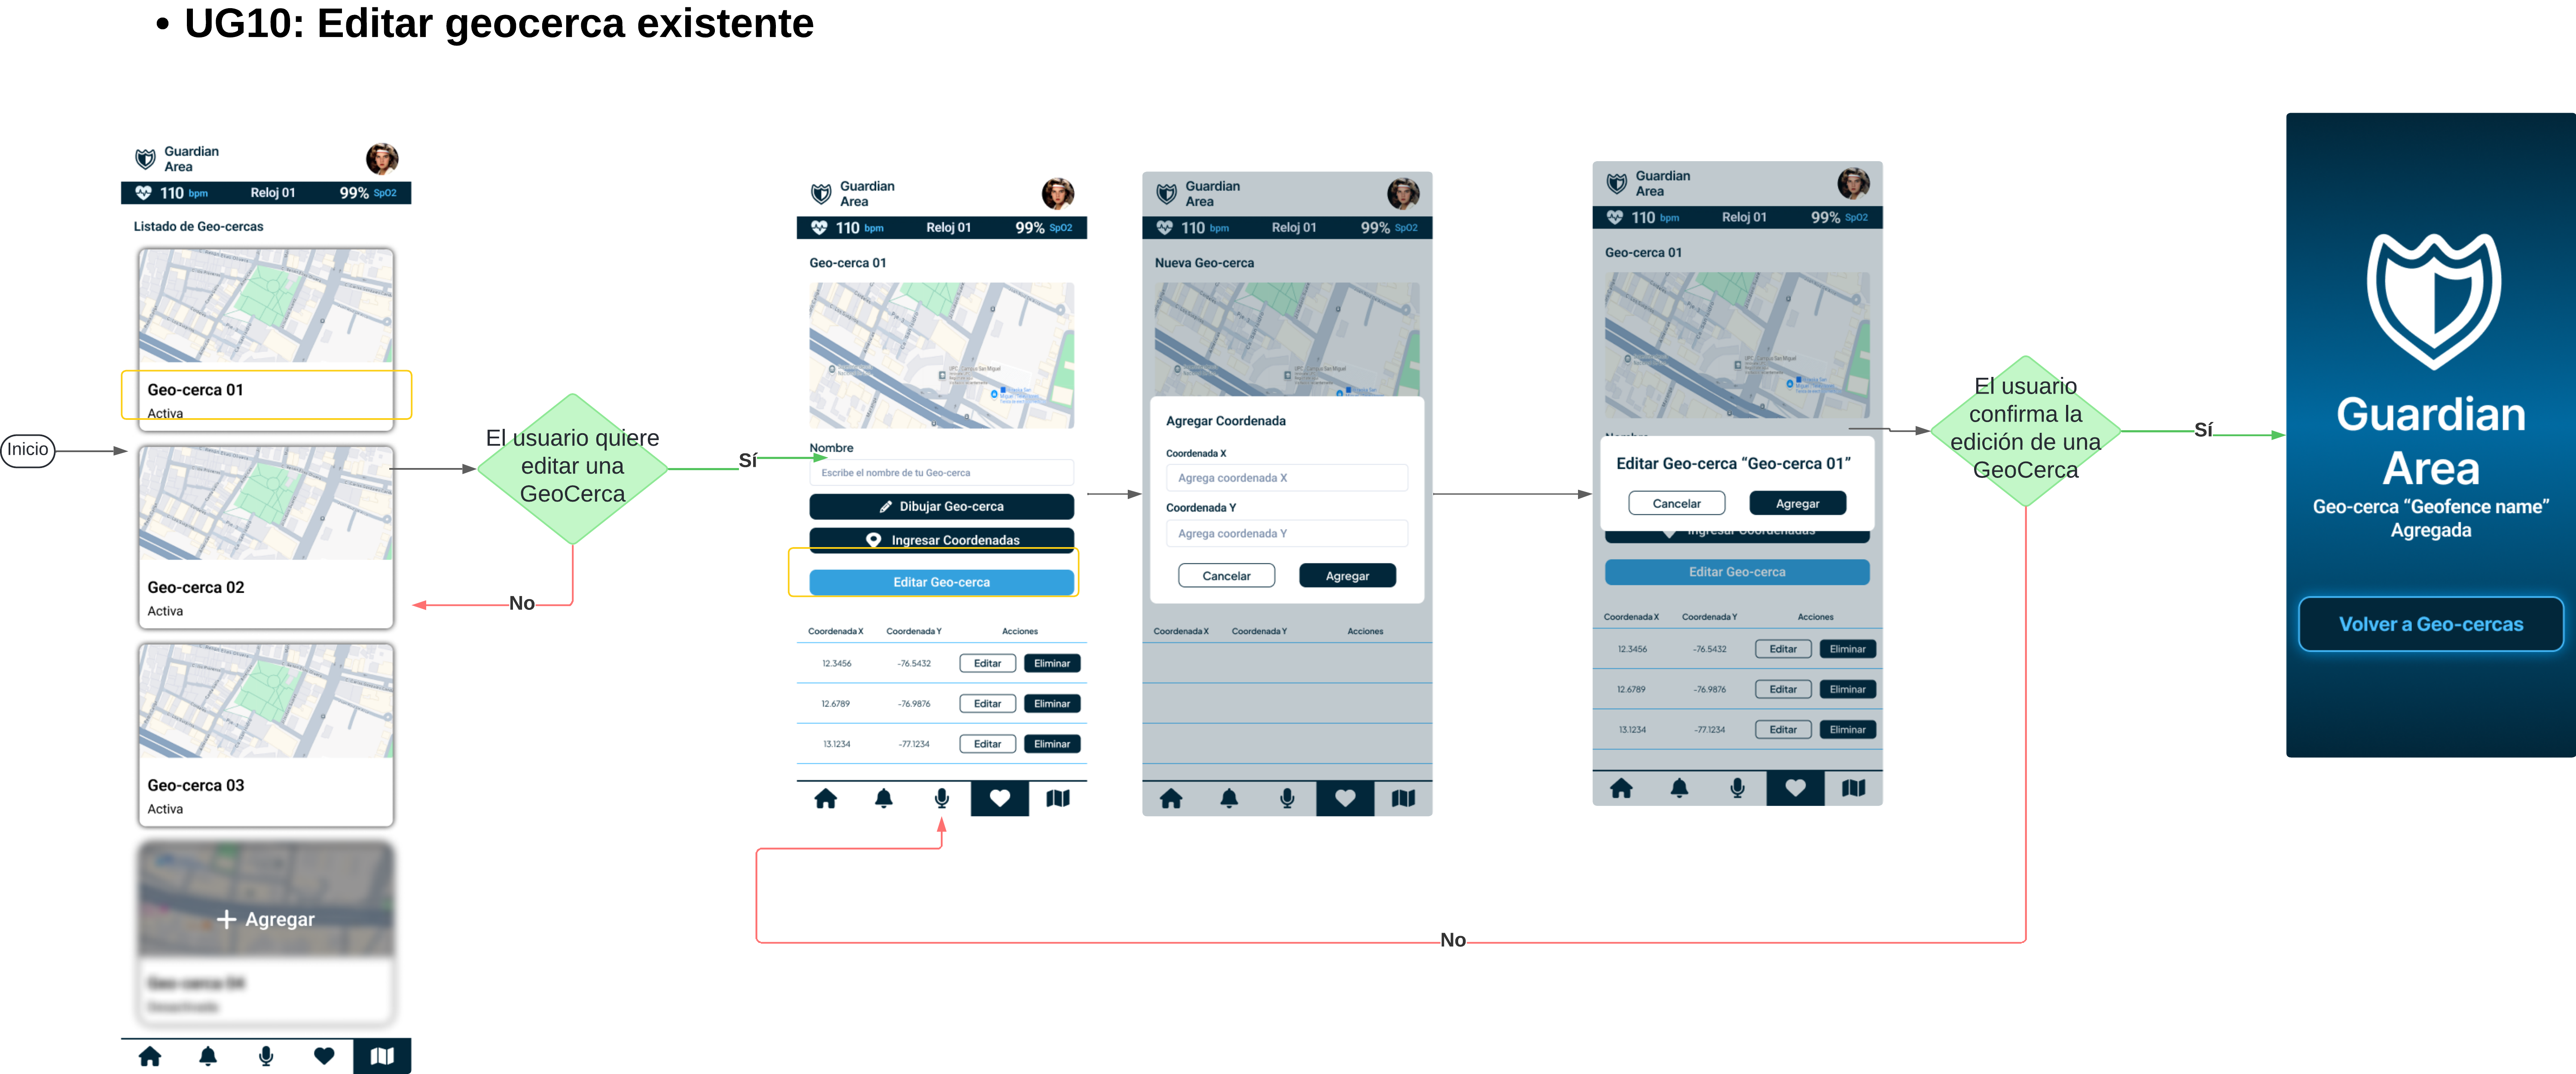 • UG10: Editar geocerca existente
Inicio
Guardian
Area
110 bpm
Reloj 01
99% SpO2
Listado de Geo-cercas
Geo-cerca 01
Activa
Geo-cerca 02
Activa
Geo-cerca 03
Activa
+ Agregar
Geo-cerca 04
Desactivada
El usuario quiere
editar una
GeoCerca
Sí
No
Guardian
Area
110 bpm
Reloj 01
99% SpO2
Geo-cerca 01
Nombre
Escribe el nombre de tu Geo-cerca
Dibujar Geo-cerca
Ingresar Coordenadas
Editar Geo-cerca
Coordenada X
Coordenada Y
Acciones
12.3456
-76.5432
Editar
Eliminar
12.6789
-76.9876
Editar
Eliminar
13.1234
-77.1234
Editar
Eliminar
Guardian
Area
110 bpm
Reloj 01
99% SpO2
Nueva Geo-cerca
Agregar Coordenada
Coordenada X
Agrega coordenada X
Coordenada Y
Agrega coordenada Y
Cancelar
Agregar
Coordenada X
Coordenada Y
Acciones
Guardian
Area
110 bpm
Reloj 01
99% SpO2
Geo-cerca 01
Nombre
Editar Geo-cerca “Geo-cerca 01”
Cancelar
Agregar
Ingresar Coordenadas
Editar Geo-cerca
Coordenada X
Coordenada Y
Acciones
12.3456
-76.5432
Editar
Eliminar
12.6789
-76.9876
Editar
Eliminar
13.1234
-77.1234
Editar
Eliminar
El usuario
confirma la
edición de una
GeoCerca
Sí
No
Guardian
Area
Geo-cerca “Geofence name”
Agregada
Volver a Geo-cercas